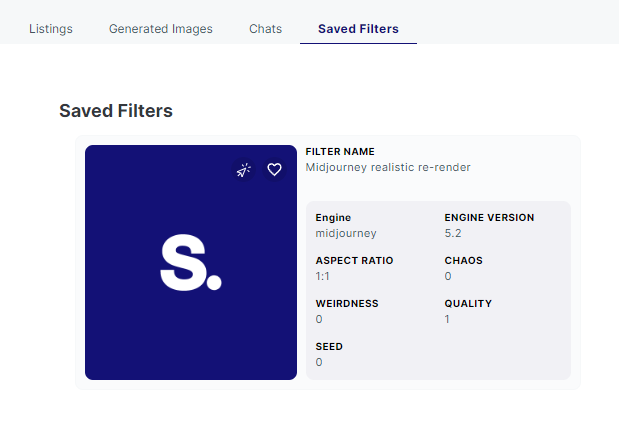 Listings Generated Images Chats Saved Filters
Saved Filters
S.
FILTER NAME
Midjourney realistic re-render
Engine ENGINE VERSION
midjourney 5.2
ASPECT RATIO CHAOS
1:1 0
WEIRDNESS QUALITY
0 1
SEED
0